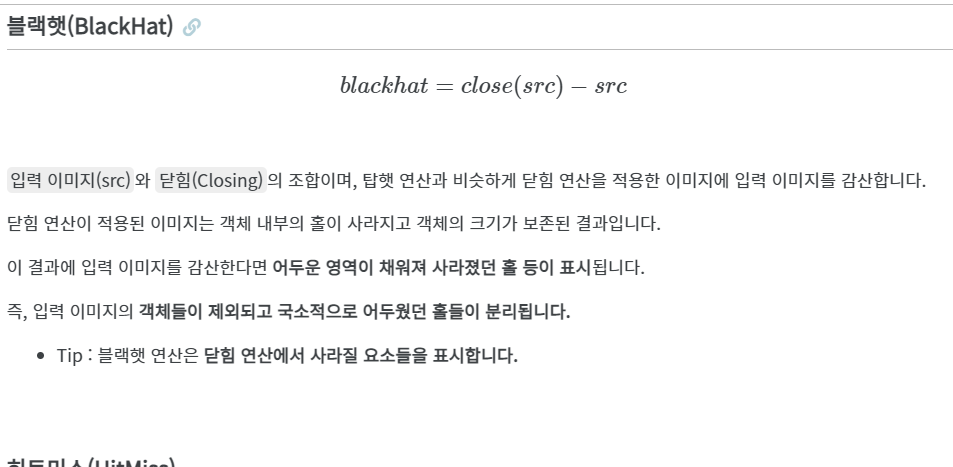 블랙햇(BlackHat)
blackhat = close(src) − src
입력 이미지(src)와 닫힘(Closing)의 조합이며, 탑햇 연산과 비슷하게 닫힘 연산을 적용한 이미지에 입력 이미지를 감산합니다.
닫힘 연산이 적용된 이미지는 객체 내부의 홀이 사라지고 객체의 크기가 보존된 결과입니다.
이 결과에 입력 이미지를 감산한다면 어두운 영역이 채워져 사라졌던 홀 등이 표시됩니다.
즉, 입력 이미지의 객체들이 제외되고 국소적으로 어두웠던 홀들이 분리됩니다.
• Tip : 블랙햇 연산은 닫힘 연산에서 사라질 요소들을 표시합니다.
히트미스(HitMiss)